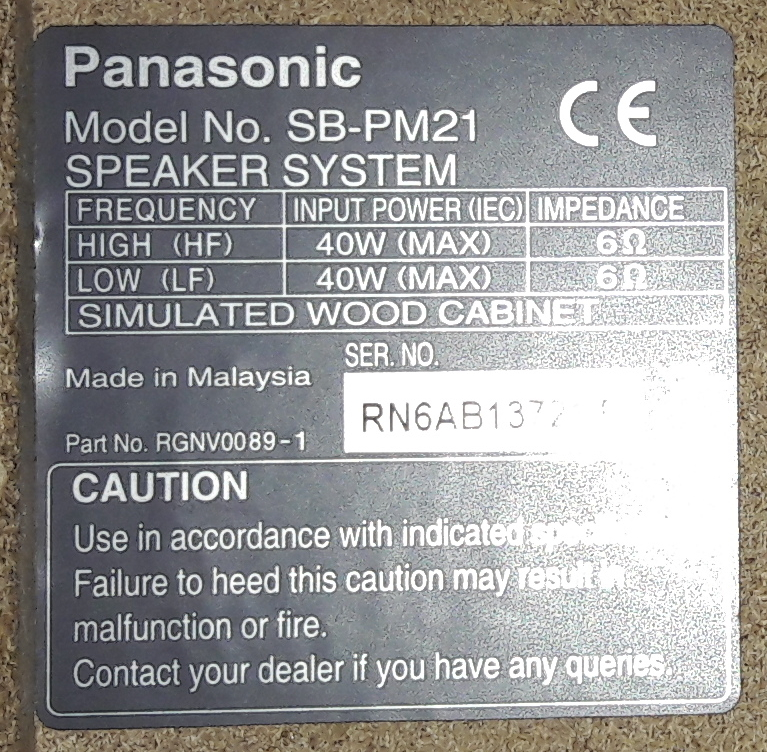 Panasonic
CE
Model No. SB-PM21
SPEAKER SYSTEM
FREQUENCY INPUT POWER (IEC) IMPEDANCE
HIGH (HF) 40W (MAX) 6Ω
LOW (LF) 40W (MAX) 6Ω
SIMULATED WOOD CABINET
SER. NO.
Made in Malaysia
Part No. RGNV0089-1
CAUTION
Use in accordance with indicated
Failure to heed this caution may result in
malfunction or fire.
Contact your dealer if you have any queries.